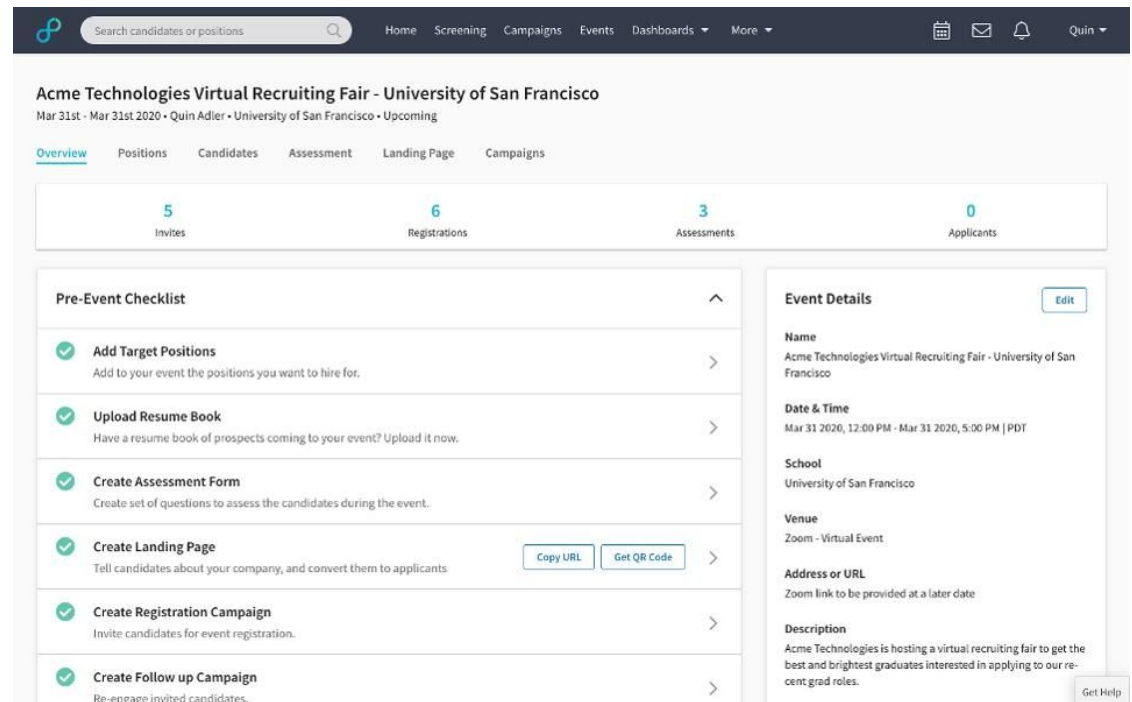 Search candidates or positions
Home Screening Campaigns Events Dashboards More
Quin
Acme Technologies Virtual Recruiting Fair - University of San Francisco
Mar 31st - Mar 31st 2020 • Quin Adler • University of San Francisco • Upcoming
Overview Positions Candidates Assessment Landing Page Campaigns
5 6 3 0
Invites Registrations Assessments Applicants
Pre-Event Checklist
Add Target Positions
Add to your event the positions you want to hire for.
Upload Resume Book
Have a resume book of prospects coming to your event? Upload it now.
Create Assessment Form
Create set of questions to assess the candidates during the event.
Create Landing Page
Tell candidates about your company, and convert them to applicants
Copy URL Get QR Code
Create Registration Campaign
Invite candidates for event registration.
Create Follow up Campaign
Re-engage invited candidates.
Event Details
Edit
Name
Acme Technologies Virtual Recruiting Fair - University of San
Francisco
Date & Time
Mar 31 2020, 12:00 PM - Mar 31 2020, 5:00 PM | PDT
School
University of San Francisco
Venue
Zoom - Virtual Event
Address or URL
Zoom link to be provided at a later date
Description
Acme Technologies is hosting a virtual recruiting fair to get the
best and brightest graduates interested in applying to our re-
cent grad roles.
Get Help